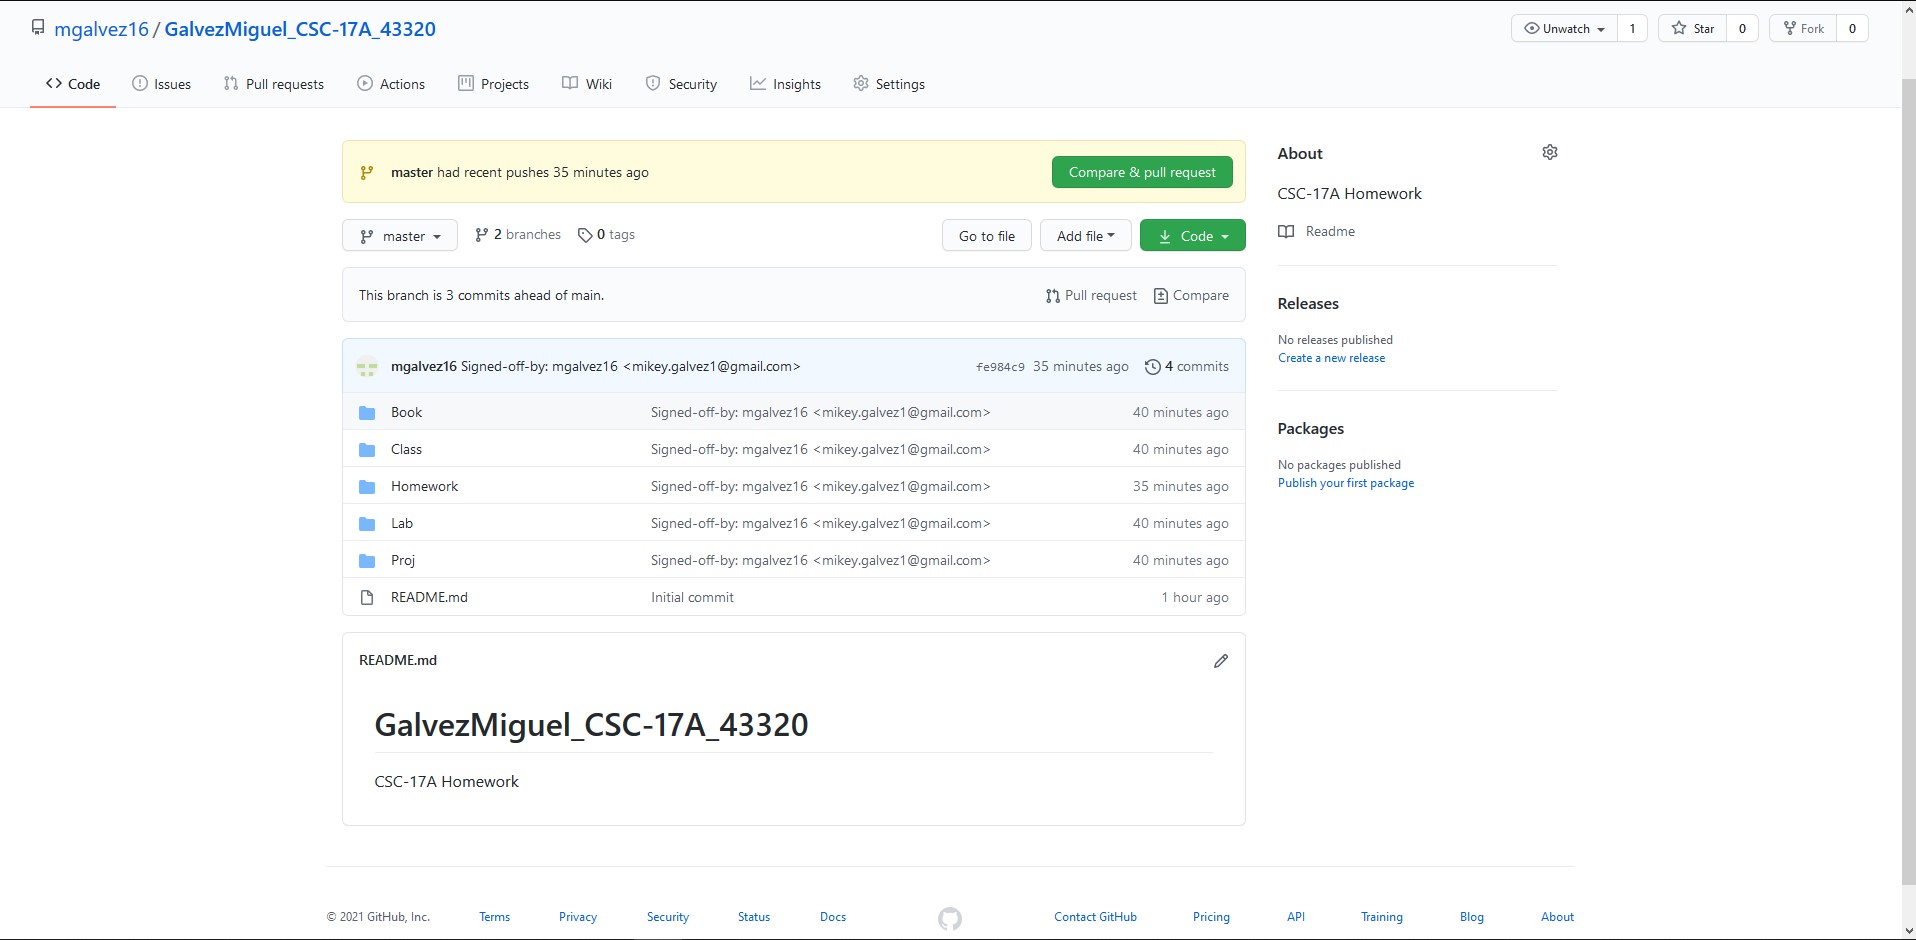 mgalvez16 / GalvezMiguel_CSC-17A_43320
Unwatch 1 Star 0 Fork 0
Code Issues Pull requests Actions Projects Wiki Security Insights Settings
master had recent pushes 35 minutes ago Compare & pull request
master 2 branches 0 tags Go to file Add file Code
This branch is 3 commits ahead of main. Pull request Compare
mgalvez16 Signed-off-by: mgalvez16 <mikey.galvez1@gmail.com> fe984c9 35 minutes ago 4 commits
Book Signed-off-by: mgalvez16 <mikey.galvez1@gmail.com> 40 minutes ago
Class Signed-off-by: mgalvez16 <mikey.galvez1@gmail.com> 40 minutes ago
Homework Signed-off-by: mgalvez16 <mikey.galvez1@gmail.com> 35 minutes ago
Lab Signed-off-by: mgalvez16 <mikey.galvez1@gmail.com> 40 minutes ago
Proj Signed-off-by: mgalvez16 <mikey.galvez1@gmail.com> 40 minutes ago
README.md Initial commit 1 hour ago
README.md
GalvezMiguel_CSC-17A_43320
CSC-17A Homework
About
CSC-17A Homework
Readme
Releases
No releases published
Create a new release
Packages
No packages published
Publish your first package
© 2021 GitHub, Inc. Terms Privacy Security Status Docs Contact GitHub Pricing API Training Blog About